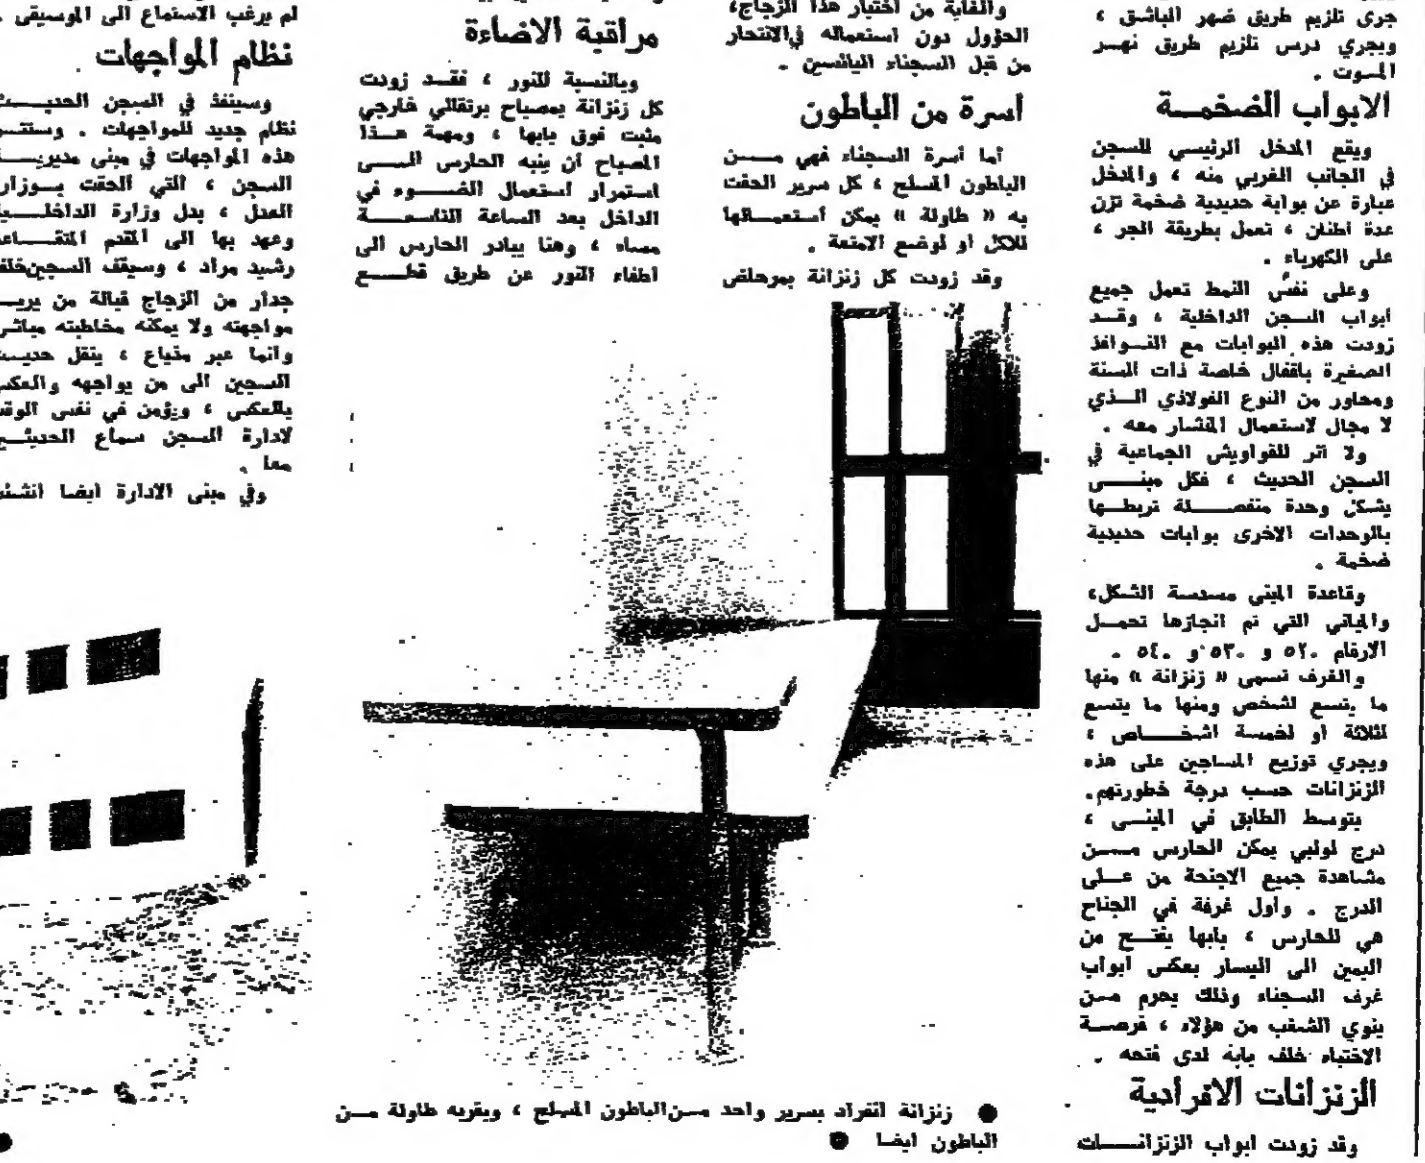 جرى تلزيم طريق ضهر الباشق ،
ويجري درس تلزيم طريق نهر
الموت .
الابواب الضخمة
ويقع المدخل الرئيسي للسجن
في الجانب الغربي منه ، والمدخل
عبارة عن بوابة حديدية ضخمة تزن
عدة اطنان ، تعمل بطريقة الجر ،
على الكهرباء .
وعلى نفس النمط تعمل جميع
ابواب السجن الداخلية ، وقد
زودت هذه البوابات مع النوافذ
الصغيرة باقفال خاصة ذات السنة
ومحاور من النوع الفولاذي الذي
لا مجال لاستعمال المنشار معه .
ولا اثر للقواويش الجماعية في
السجن الحديث ، فكل مبنى
يشكل وحدة منفصلة تربطها
بالوحدات الاخرى بوابات حديدية
ضخمة .
وقاعدة المبنى مسدسة الشكل،
والمباني التي تم انجازها تحمل
الارقام ٥٢٠ و ٥٣٠ و ٥٤٠ .
والغرف تسمى « زنزانة » منها
ما يتسع لشخص ومنها ما يتسع
لثلاثة او لخمسة اشخاص ،
ويجري توزيع المساجين على هذه
الزنزانات حسب درجة خطورتهم.
يتوسط الطابق في المبنى ،
درج لولبي يمكن الحارس من
مشاهدة جميع الاجنحة من على
الدرج . وأول غرفة في الجناح
هي للحارس ، بابها يفتح من
اليمين الى اليسار بعكس ابواب
غرف السجناء وذلك يحرم من
ينوي الشغب من هؤلاء ، فرصة
الاختباء خلف بابه لدى فتحه .
الزنزانات الافرادية
وقد زودت ابواب الزنزانات
والغاية من اختيار هذا الزجاج،
الحؤول دون استعماله في الانتحار
من قبل السجناء اليائسين .
اسرة من الباطون
أما أسرة السجناء فهي من
الباطون المسلح ، كل سرير الحقت
به « طاولة » يمكن استعمالها
للاكل او لوضع الامتعة .
وقد زودت كل زنزانة بمرحاض
مراقبة الاضاءة
وبالنسبة للنور ، فقد زودت
كل زنزانة بمصباح برتقالي خارجي
مثبت فوق بابها ، ومهمة هذا
المصباح أن ينبه الحارس الى
استمرار استعمال الضوء في
الداخل بعد الساعة التاسعة
مساء ، وهنا يبادر الحارس الى
اطفاء النور عن طريق قطع
● زنزانة انفراد بسرير واحد من الباطون المسلح ، وبقربه طاولة من
الباطون ايضا ●
لم يرغب الاستماع الى الموسيقى .
نظام المواجهات
وسينفذ في السجن الحديث
نظام جديد للمواجهات . وستتم
هذه المواجهات في مبنى مديرية
السجن ، التي الحقت بوزارة
العدل ، بدل وزارة الداخلية
وعهد بها الى المقدم المتقاعد
رشيد مراد ، وسيقف السجين خلف
جدار من الزجاج قبالة من يريد
مواجهته ولا يمكنه مخاطبته مباشرة
وانما عبر مذياع ، ينقل حديث
السجين الى من يواجهه والعكس
بالعكس ، ويؤمن في نفس الوقت
لادارة السجن سماع الحديثين
معا .
وفي مبنى الادارة ايضا